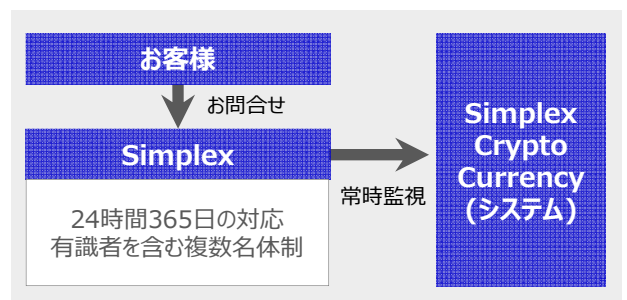 お客様
お問合せ
Simplex
24時間365日の対応
有識者を含む複数名体制
常時監視
Simplex
Crypto
Currency
(システム)